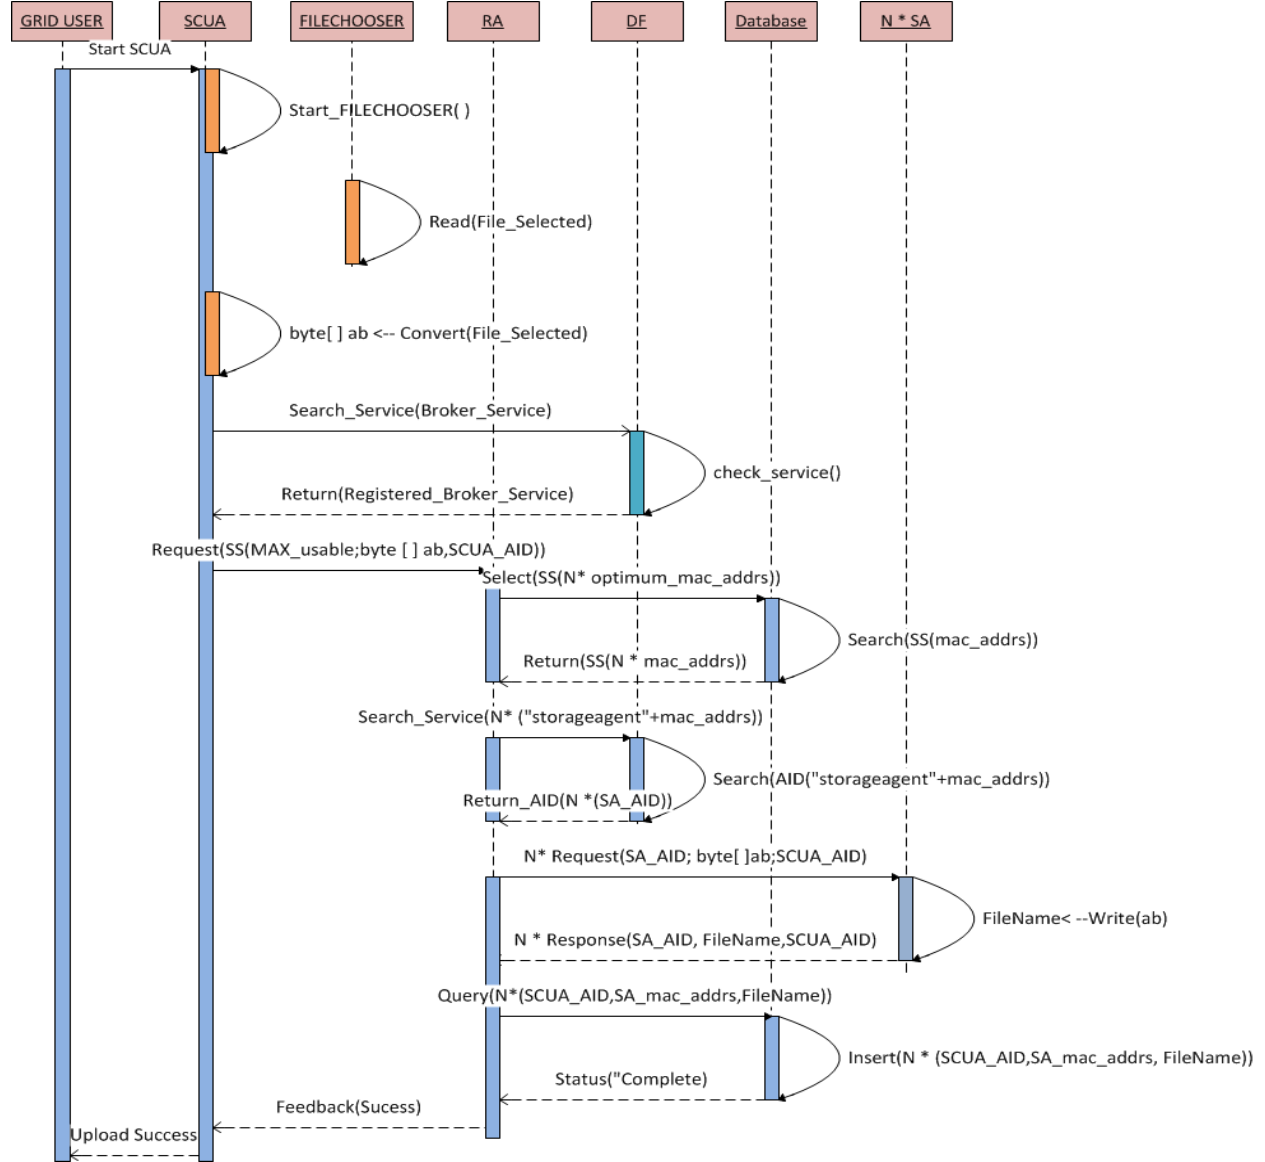 GRID USER
SCUA
FILECHOOSER
RA
DF
Database
N * SA
Start SCUA
Start_FILECHOOSER( )
Read(File_Selected)
byte[ ] ab <-- Convert(File_Selected)
Search_Service(Broker_Service)
check_service()
Return(Registered_Broker_Service)
Request(SS(MAX_usable;byte [ ] ab,SCUA_AID))
Select(SS(N* optimum_mac_addrs))
Search(SS(mac_addrs))
Return(SS(N * mac_addrs))
Search_Service(N* ("storageagent"+mac_addrs))
Search(AID("storageagent"+mac_addrs))
Return_AID(N *(SA_AID))
N* Request(SA_AID; byte[ ]ab;SCUA_AID)
FileName< --Write(ab)
N * Response(SA_AID, FileName,SCUA_AID)
Query(N*(SCUA_AID,SA_mac_addrs,FileName))
Insert(N * (SCUA_AID,SA_mac_addrs, FileName))
Status("Complete)
Feedback(Sucess)
Upload Success